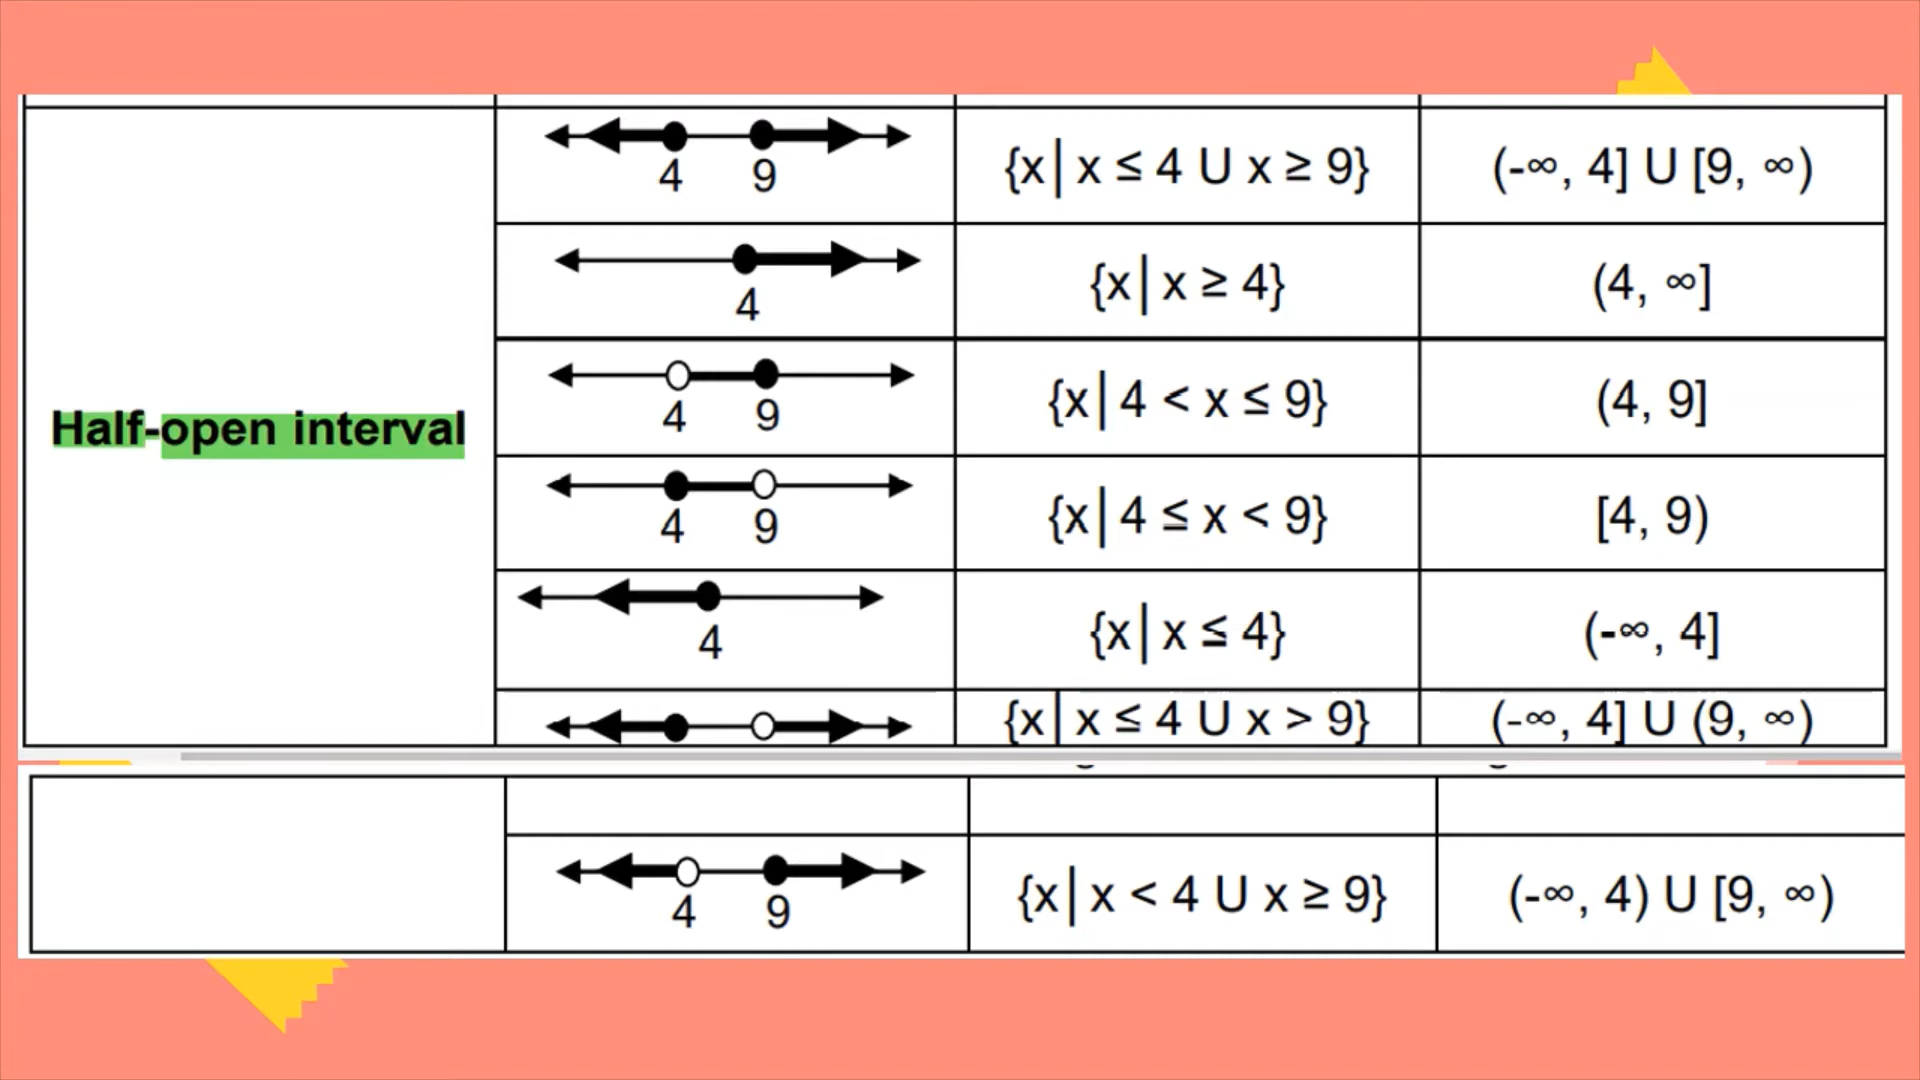 4 9
{x| x ≤ 4 U x ≥ 9}
(-∞, 4] U [9, ∞)
4
{x| x ≥ 4}
(4, ∞]
4 9
{x| 4 < x ≤ 9}
(4, 9]
Half-open interval
4 9
{x| 4 ≤ x < 9}
[4, 9)
4
{x| x ≤ 4}
(-∞, 4]
{x| x ≤ 4 U x > 9}
(-∞, 4] U (9, ∞)
4 9
{x| x < 4 U x ≥ 9}
(-∞, 4) U [9, ∞)